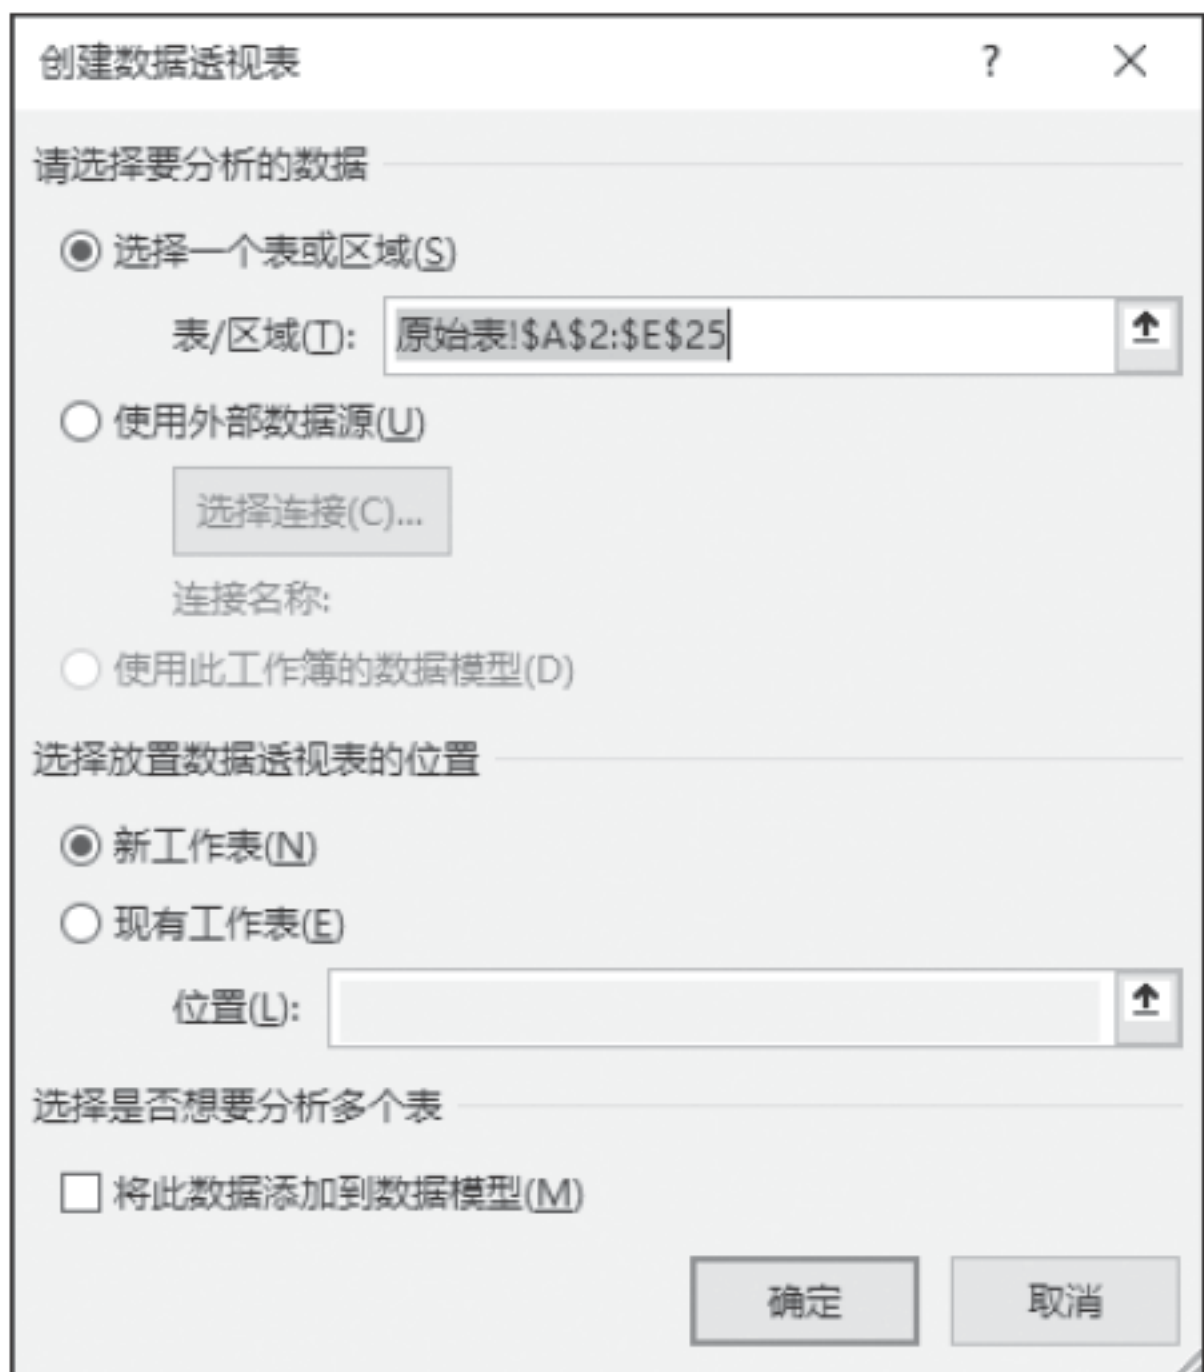 创建数据透视表 ?
请选择要分析的数据
选择一个表或区域(S)
表/区域(T): 原始表!$A$2:$E$25
使用外部数据源(U)
选择连接(C)...
连接名称:
使用此工作簿的数据模型(D)
选择放置数据透视表的位置
新工作表(N)
现有工作表(E)
位置(L):
选择是否想要分析多个表
将此数据添加到数据模型(M)
确定 取消